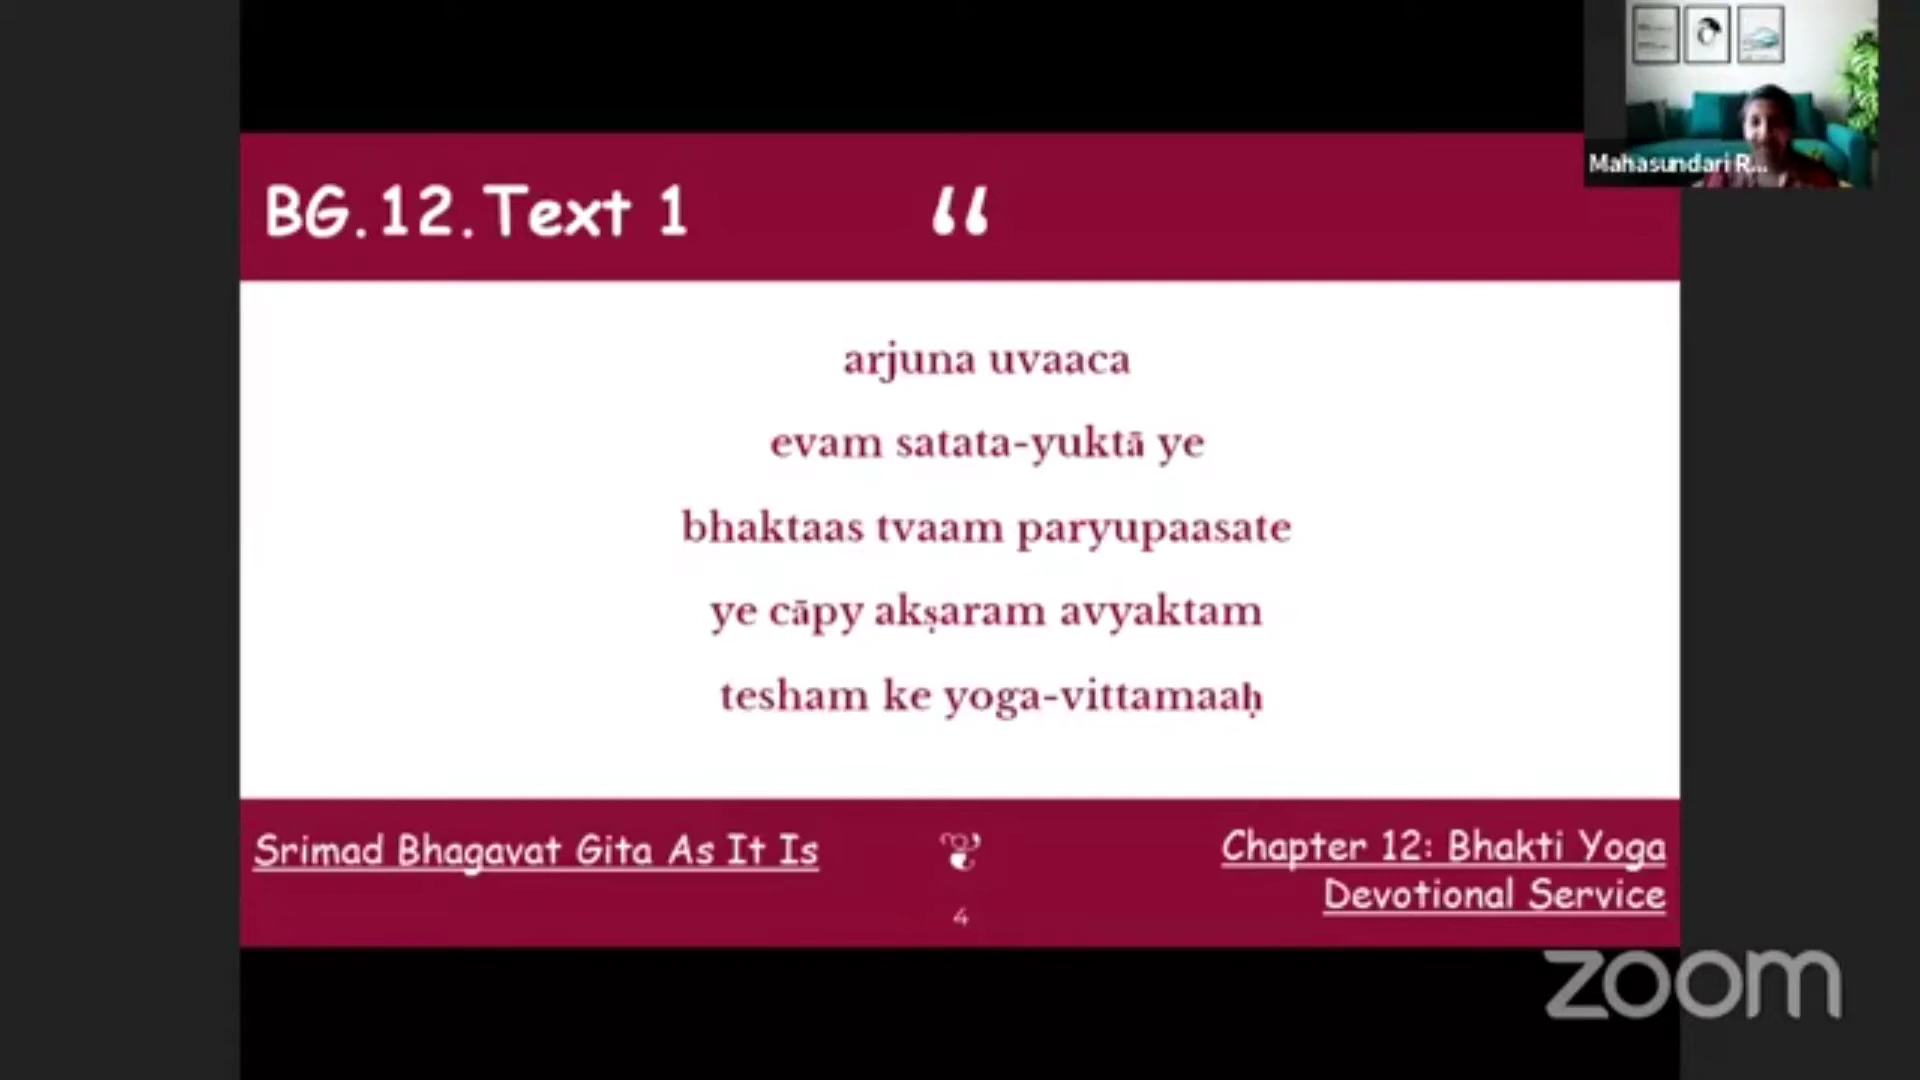 Mahasundari R...
BG.12.Text 1
“
arjuna uvaaca
evam satata-yuktā ye
bhaktaas tvaam paryupaasate
ye cāpy akṣaram avyaktam
tesham ke yoga-vittamaaḥ
Srimad Bhagavat Gita As It Is
4
Chapter 12: Bhakti Yoga
Devotional Service
zoom